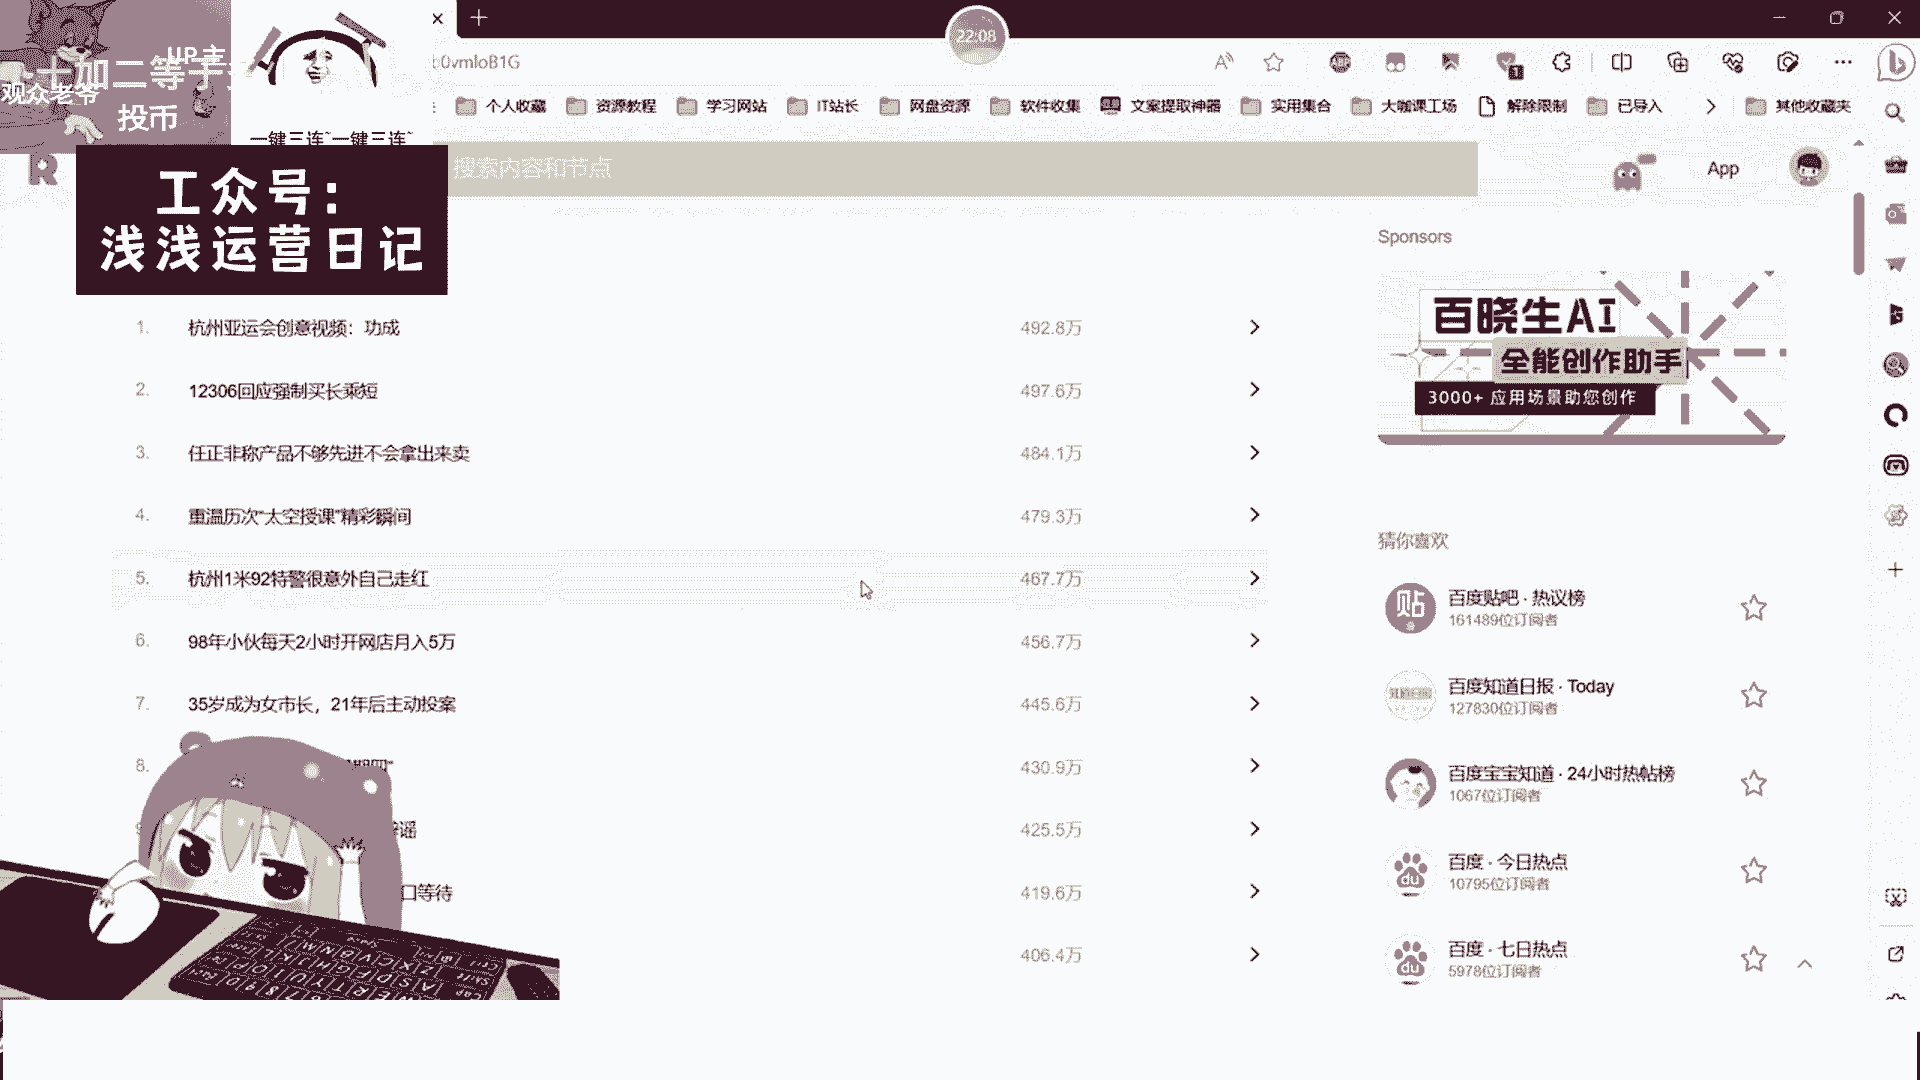 UP主
十加二等于
观众老爷
投币
一键三连~一键三连~
工众号：
浅浅运营日记
22:08
0vmloB1G
个人收藏
资源教程
学习网站
IT站长
网盘资源
软件收集
文案提取神器
实用集合
大咖课工场
解除限制
已导入
其他收藏夹
搜索内容和节点
App
1. 杭州亚运会创意视频：功成 492.8万
2. 12306回应强制买长乘短 497.6万
3. 任正非称产品不够先进不会拿出来卖 484.1万
4. 重温历次“太空授课”精彩瞬间 479.3万
5. 杭州1米92特警很意外自己走红 467.7万
6. 98年小伙每天2小时开网店月入5万 456.7万
7. 35岁成为女市长，21年后主动投案 445.6万
8. 430.9万
谣 425.5万
口等待 419.6万
406.4万
Sponsors
百晓生AI
全能创作助手
3000+ 应用场景助您创作
猜你喜欢
贴
百度贴吧 · 热议榜
161489位订阅者
百度知道日报 · Today
127830位订阅者
百度宝宝知道 · 24小时热帖榜
1067位订阅者
du
百度 · 今日热点
10795位订阅者
du
百度 · 七日热点
5978位订阅者